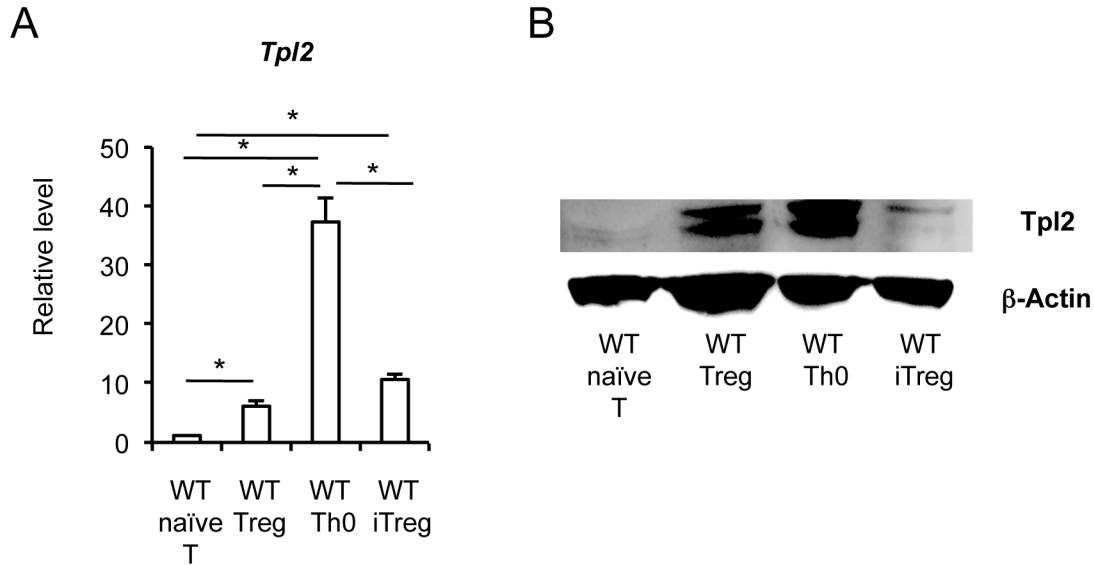 A
B
Tpl2
*
*
*
*
*
50
40
30
20
10
0
Relative level
WT
naïve
T
WT
Treg
WT
Th0
WT
iTreg
Tpl2
β-Actin
WT
naïve
T
WT
Treg
WT
Th0
WT
iTreg